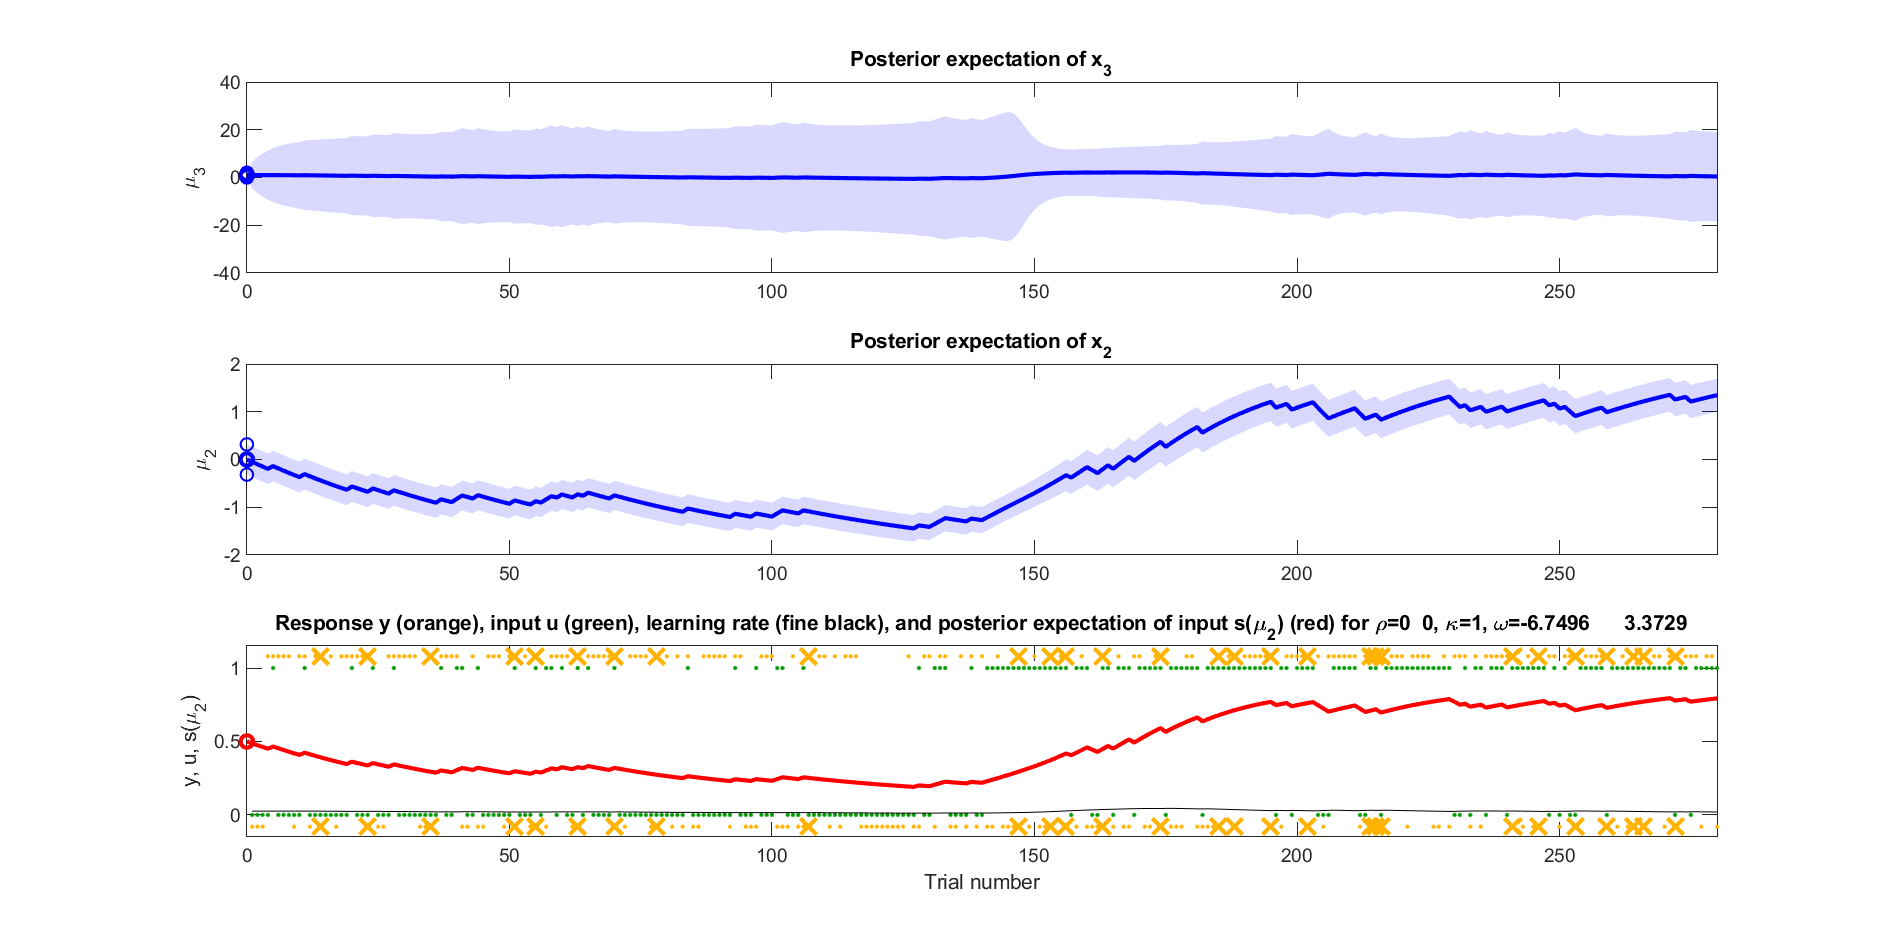 Posterior expectation of x3
40
20
0
-20
-40
μ3
0 50 100 150 200 250
Posterior expectation of x2
2
1
0
-1
-2
μ2
0 50 100 150 200 250
Response y (orange), input u (green), learning rate (fine black), and posterior expectation of input s(μ2) (red) for ρ=0 0, κ=1, ω=-6.7496 3.3729
1
0.5
0
y, u, s(μ2)
0 50 100 150 200 250
Trial number